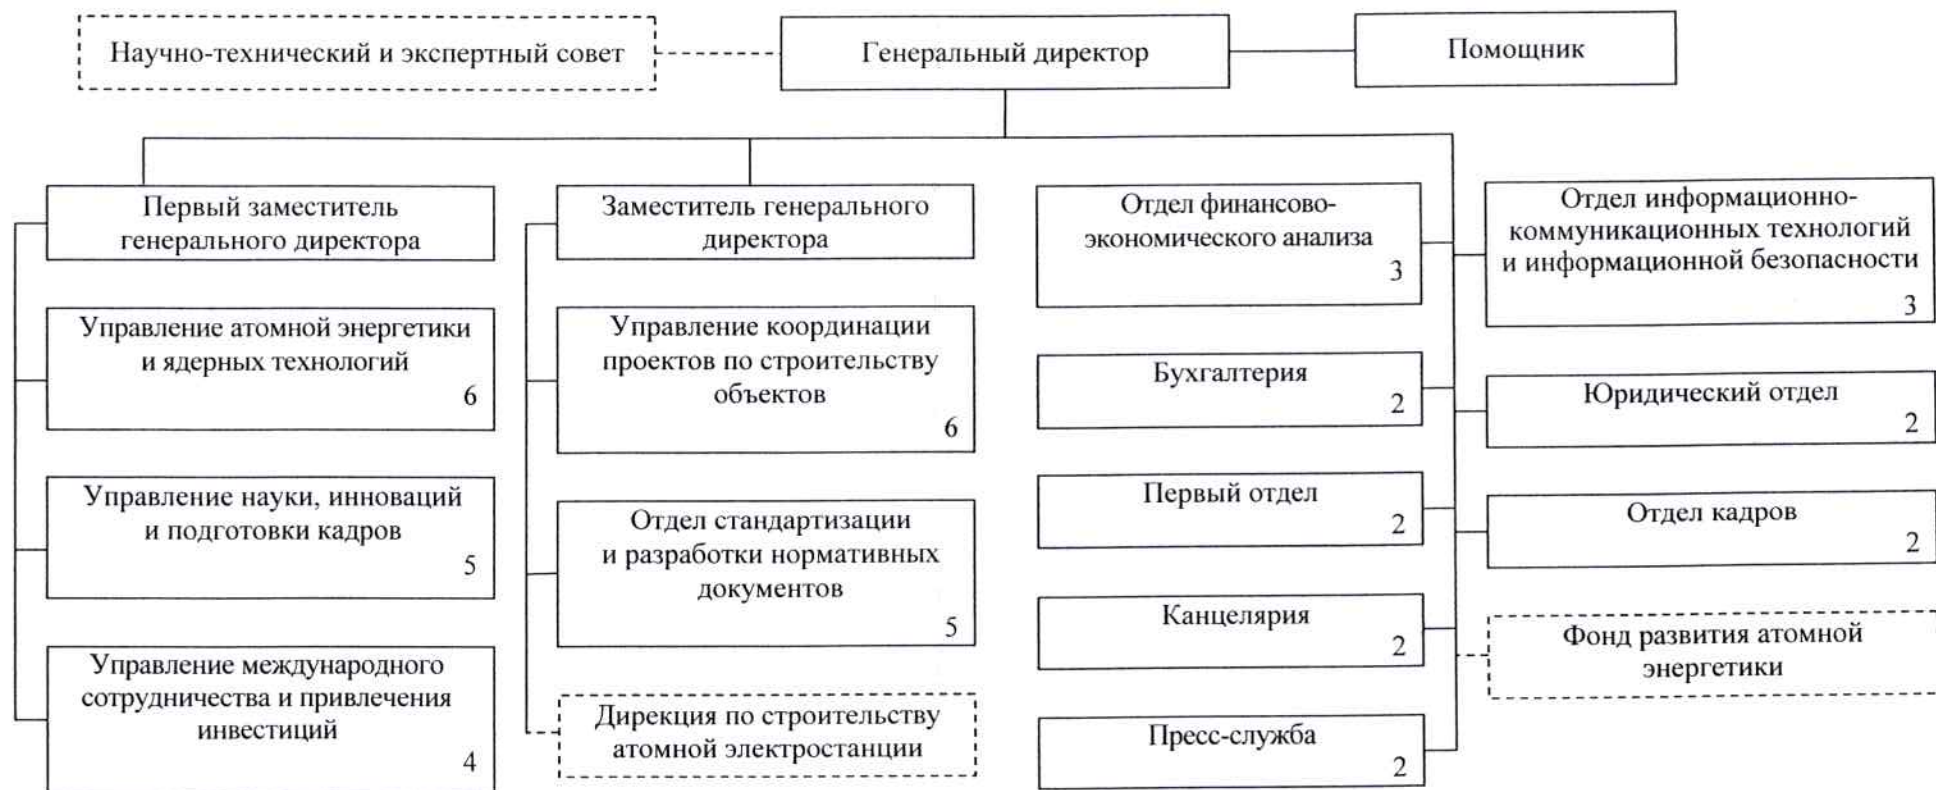 Научно-технический и экспертный совет
Генеральный директор
Помощник
Первый заместитель
генерального директора
Управление атомной энергетики
и ядерных технологий
6
Управление науки, инноваций
и подготовки кадров
5
Управление международного
сотрудничества и привлечения
инвестиций
4
Заместитель генерального
директора
Управление координации
проектов по строительству
объектов
6
Отдел стандартизации
и разработки нормативных
документов
5
Дирекция по строительству
атомной электростанции
Отдел финансово-
экономического анализа
3
Бухгалтерия
2
Первый отдел
2
Канцелярия
2
Пресс-служба
2
Отдел информационно-
коммуникационных технологий
и информационной безопасности
3
Юридический отдел
2
Отдел кадров
2
Фонд развития атомной
энергетики